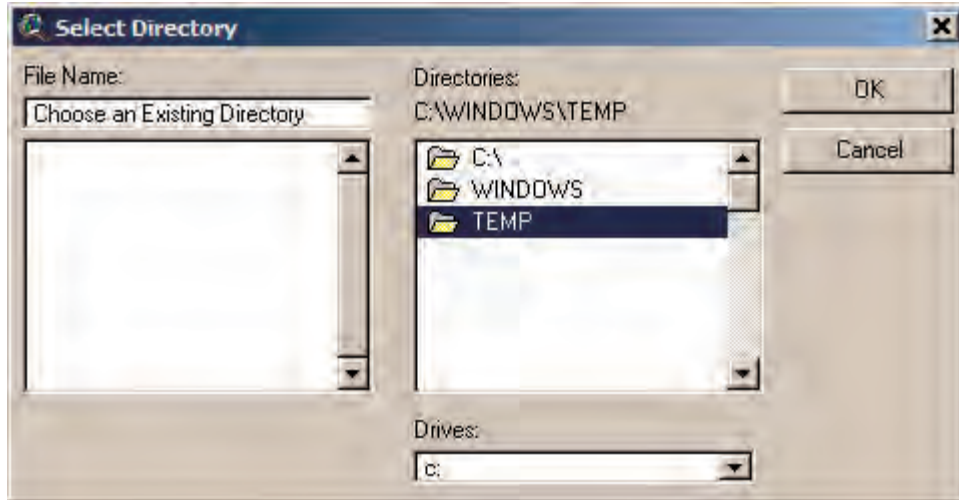 Select Directory
File Name:
Choose an Existing Directory
Directories:
C:\WINDOWS\TEMP
C:\
WINDOWS
TEMP
Drives:
c:
OK
Cancel